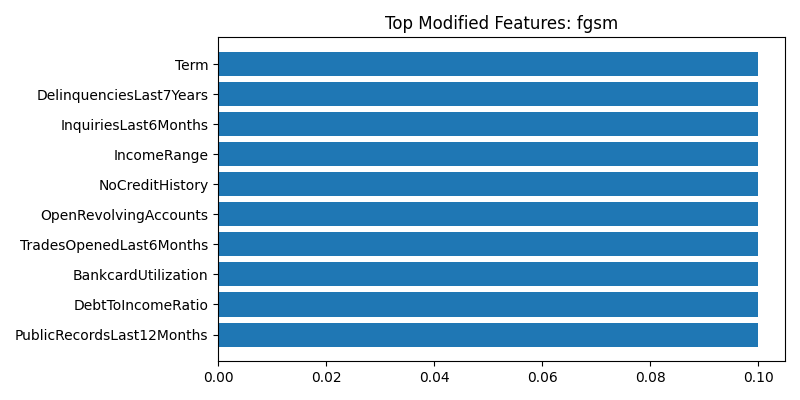 Top Modified Features: fgsm
Term
DelinquenciesLast7Years
InquiriesLast6Months
IncomeRange
NoCreditHistory
OpenRevolvingAccounts
TradesOpenedLast6Months
BankcardUtilization
DebtToIncomeRatio
PublicRecordsLast12Months
0.00 0.02 0.04 0.06 0.08 0.10